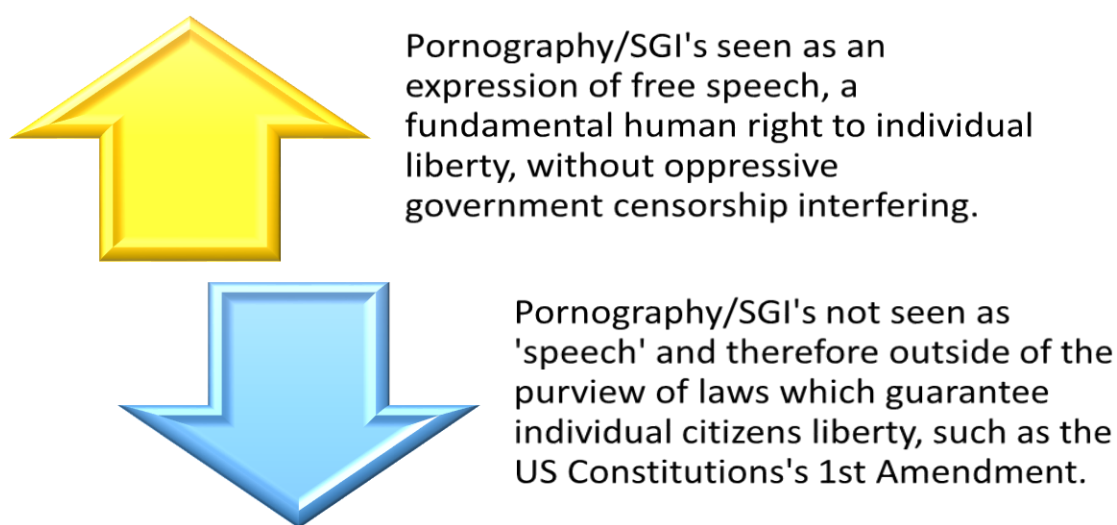 Pornography/SGI's seen as an
expression of free speech, a
fundamental human right to individual
liberty, without oppressive
government censorship interfering.
Pornography/SGI's not seen as
'speech' and therefore outside of the
purview of laws which guarantee
individual citizens liberty, such as the
US Constitutions's 1st Amendment.